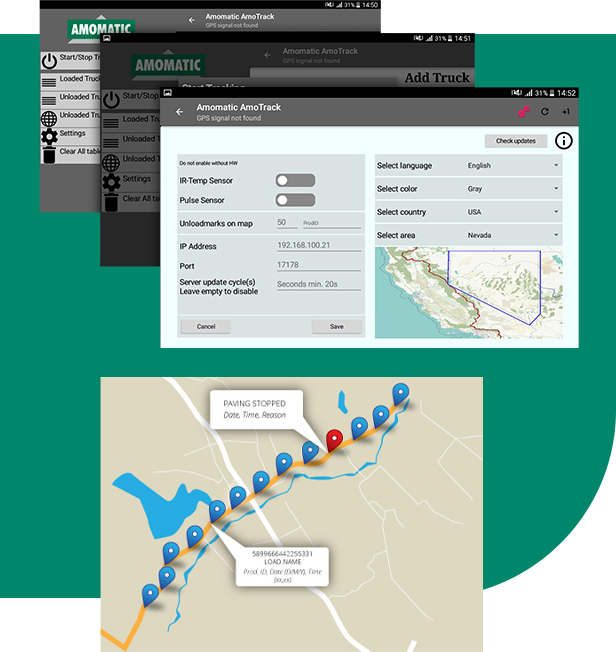 31% 14:50
AMOMATIC
Amomatic AmoTrack
GPS signal not found
Start/Stop T
Loaded Truck
Unloaded Tru
Unloaded Tru
Settings
Clear All table
31% 14:51
AMOMATIC
Amomatic AmoTrack
GPS signal not found
Add Truck
Start Tracking
Start/Stop
Loaded Tru
Unloaded T
Unloaded T
Settings
Clear All tab
31% 14:52
Amomatic AmoTrack
GPS signal not found
+1
Check updates
Do not enable without HW
IR-Temp Sensor
Pulse Sensor
Unloadmarks on map 50 ProdID
IP Address 192.168.100.21
Port 17178
Server update cycle(s) Seconds min. 20s
Leave empty to disable
Cancel Save
Select language English
Select color Gray
Select country USA
Select area Nevada
PAVING STOPPED
Date, Time, Reason
5899666442255331
LOAD NAME
Prod. ID, Date (D/M/Y), Time
(xx,xx)